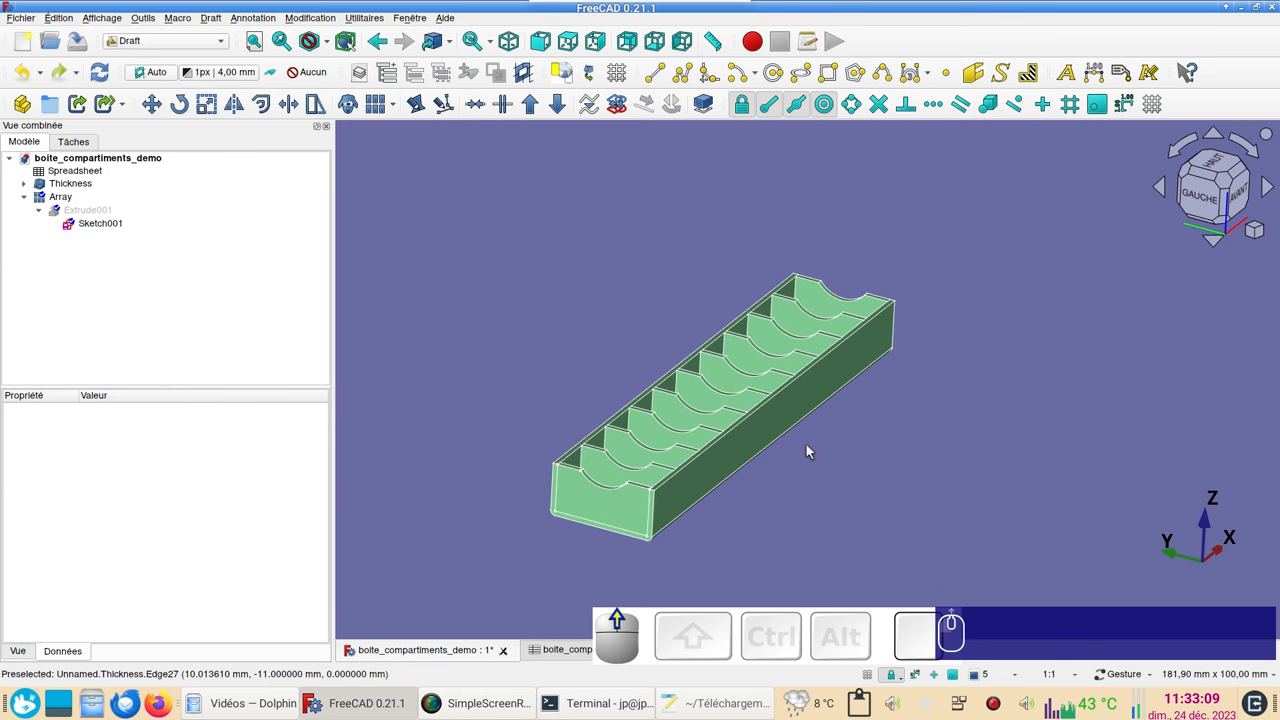 FreeCAD 0.21.1
Fichier Édition Affichage Outils Macro Draft Annotation Modification Utilitaires Fenêtre Aide
Draft
Auto 1px | 4,00 mm Aucun
Vue combinée
Modèle Tâches
boite_compartiments_demo
Spreadsheet
Thickness
Array
Extrude001
Sketch001
HAUT
GAUCHE AVANT
Propriété Valeur
Z
Y X
Ctrl Alt
Vue Données
boite_compartiments_demo : 1* boite_comp
Preselected: Unnamed.Thickness.Edge27 (10.013610 mm, -11.000000 mm, 0.000000 mm) 5 1:1 Gesture 181,90 mm x 100,00 mm
Vidéos — Dolphin FreeCAD 0.21.1 SimpleScreenR... Terminal - jp@jp... ~/Téléchargem... 8 °C 43 °C 11:33:09
dim., 24 déc. 2023